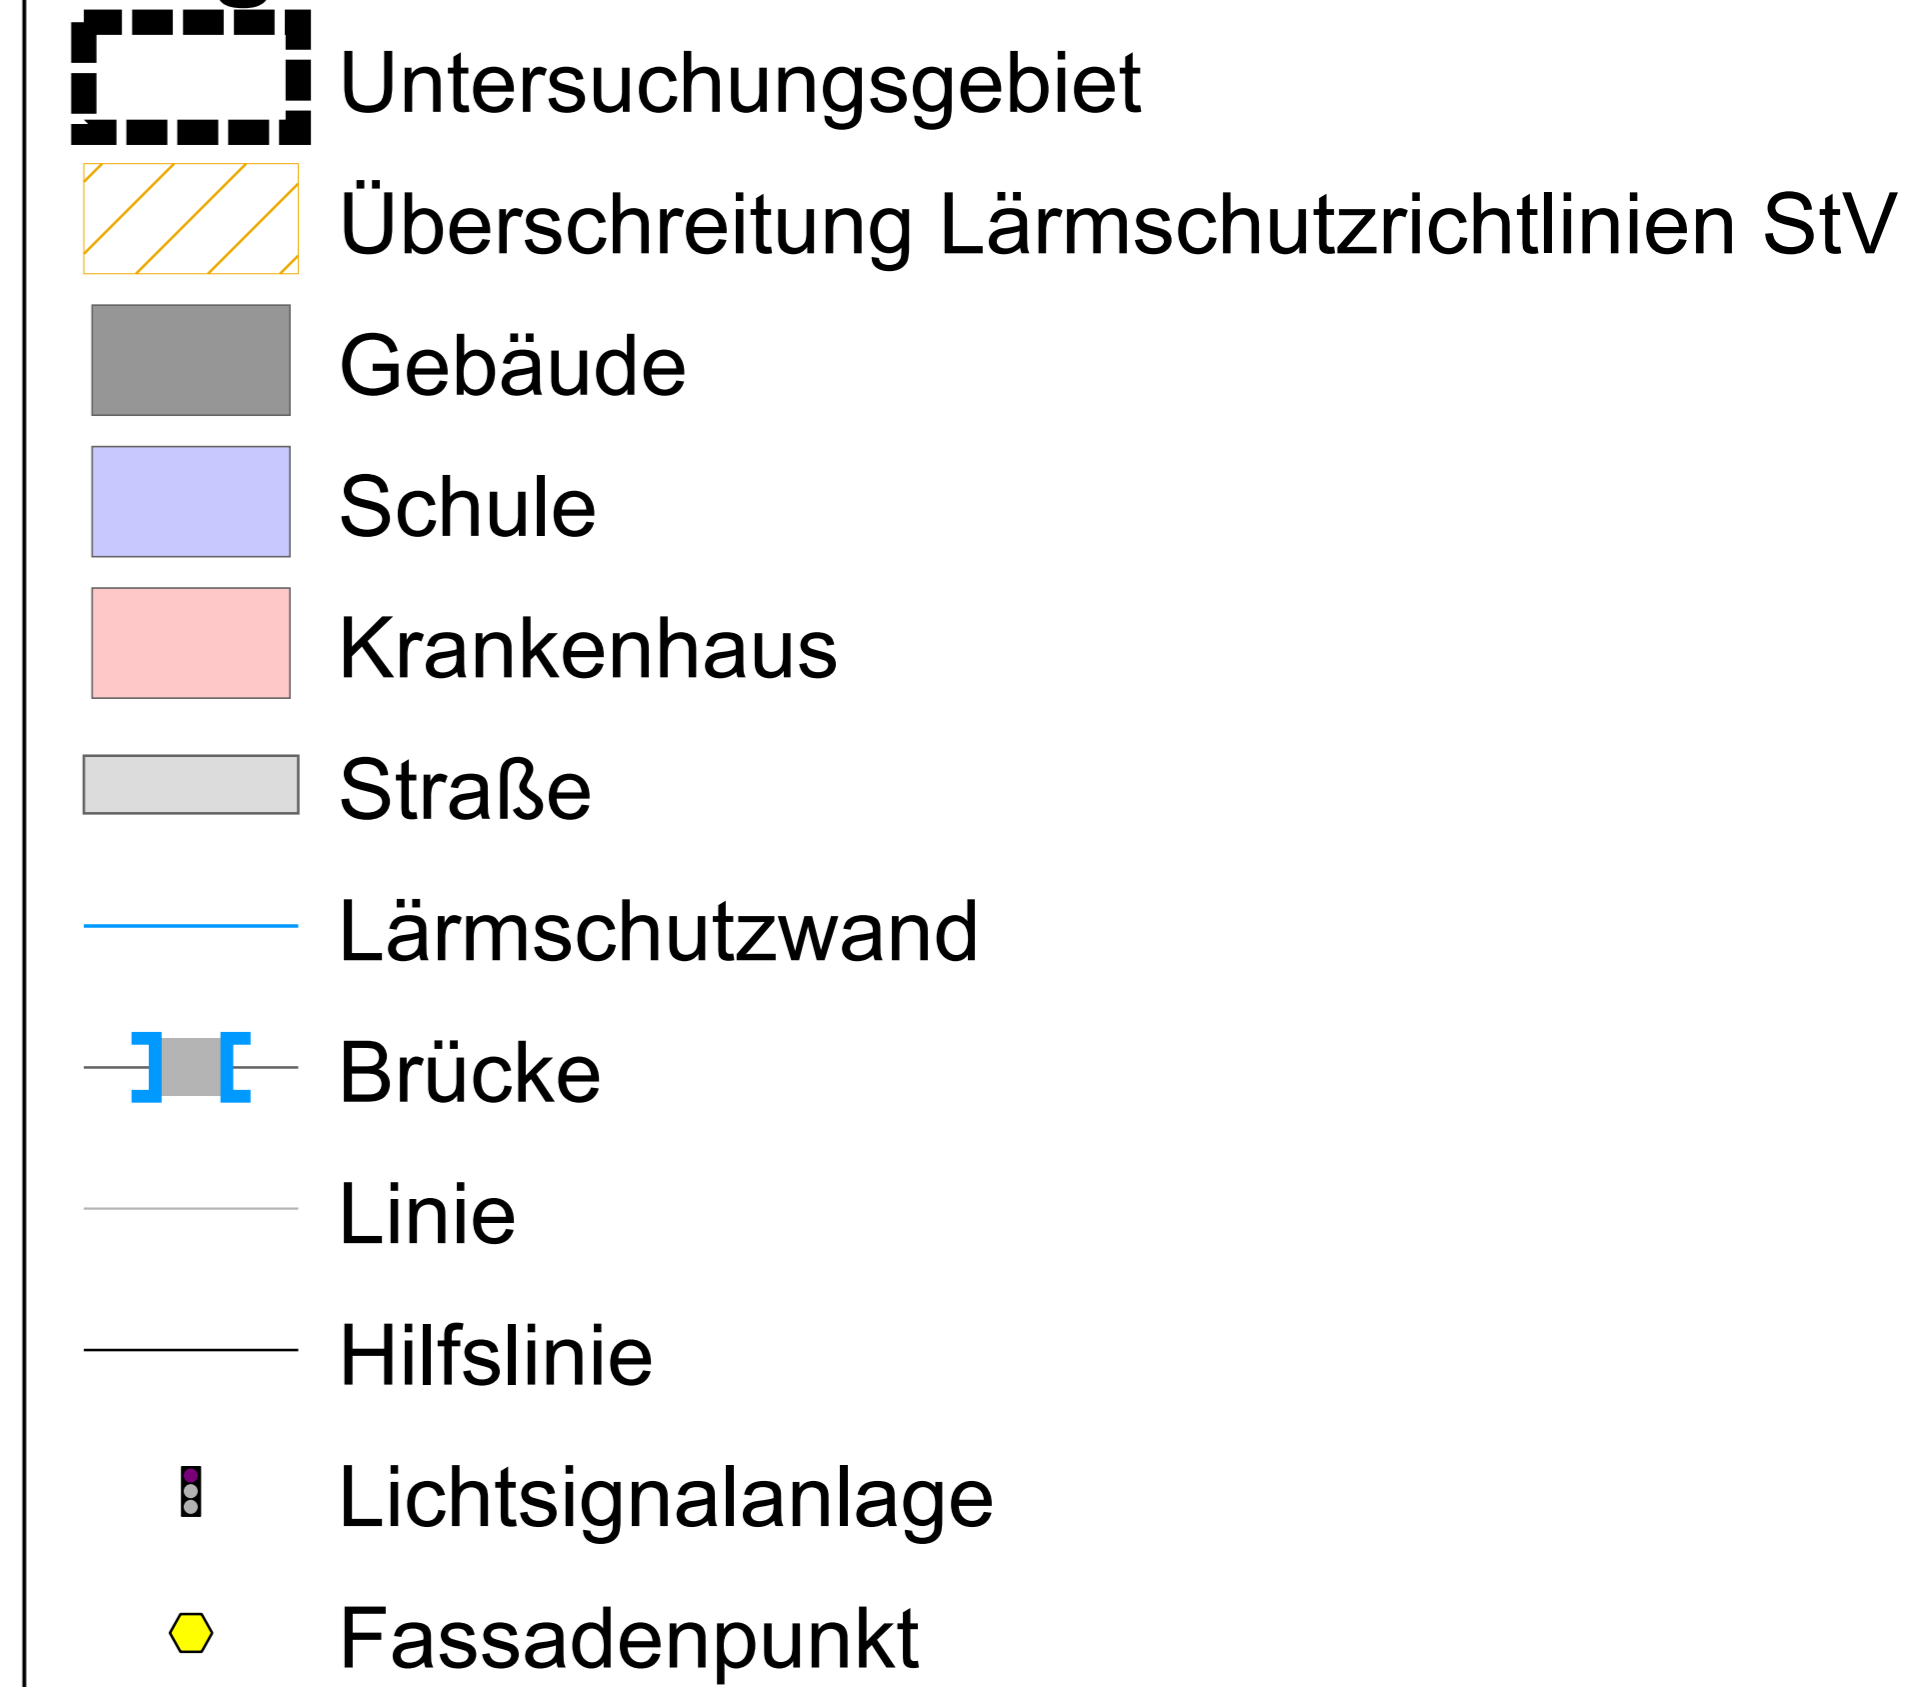 Untersuchungsgebiet
Überschreitung Lärmschutzrichtlinien StV
Gebäude
Schule
Krankenhaus
Straße
Lärmschutzwand
Brücke
Linie
Hilfslinie
Lichtsignalanlage
Fassadenpunkt